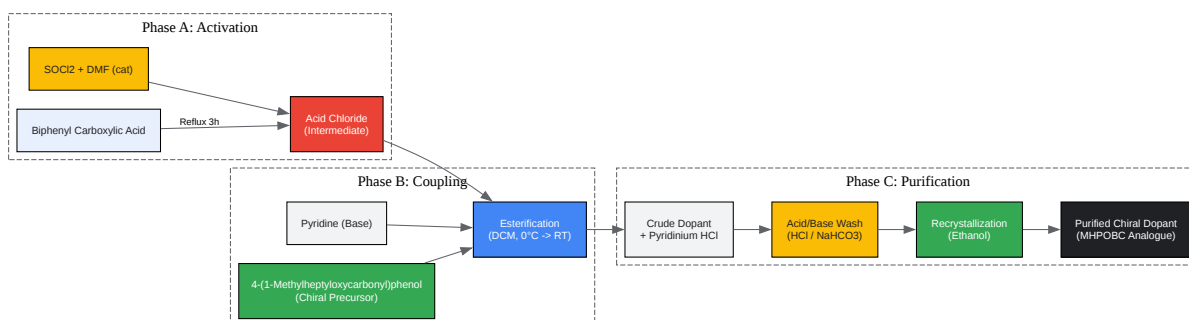 Phase A: Activation
SOCl2 + DMF (cat)
Biphenyl Carboxylic Acid
Reflux 3h
Acid Chloride
(Intermediate)
Phase B: Coupling
Pyridine (Base)
4-(1-Methylheptyloxycarbonyl)phenol
(Chiral Precursor)
Esterification
(DCM, 0°C -> RT)
Phase C: Purification
Crude Dopant
+ Pyridinium HCl
Acid/Base Wash
(HCl / NaHCO3)
Recrystallization
(Ethanol)
Purified Chiral Dopant
(MHPOBC Analogue)